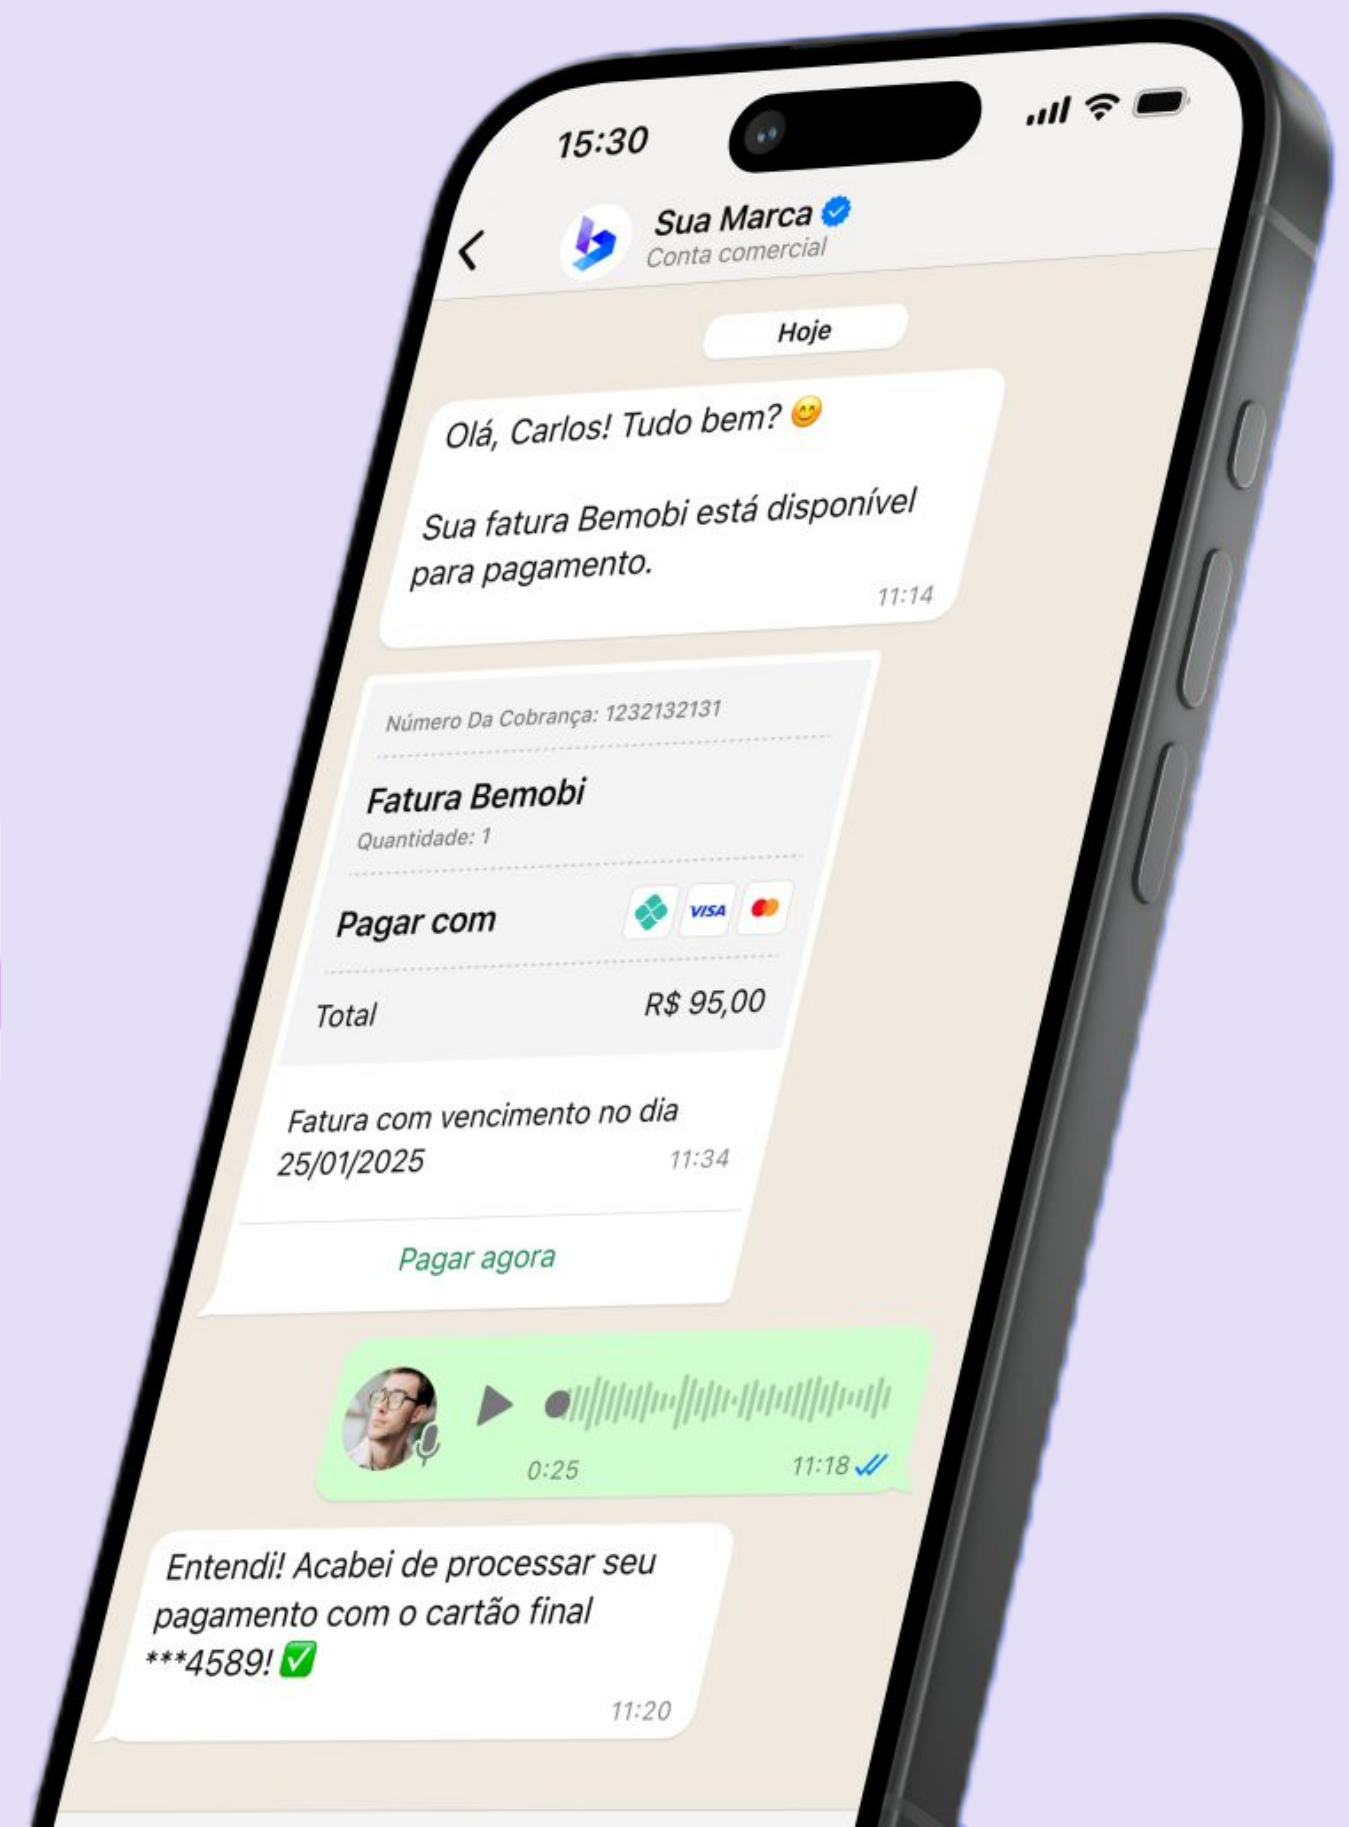 15:30
Sua Marca
Conta comercial
Hoje
Olá, Carlos! Tudo bem? 😊
Sua fatura Bemobi está disponível
para pagamento.
11:14
Número Da Cobrança: 1232132131
Fatura Bemobi
Quantidade: 1
Pagar com
VISA
Total R$ 95,00
Fatura com vencimento no dia
25/01/2025 11:34
Pagar agora
0:25 11:18
Entendi! Acabei de processar seu
pagamento com o cartão final
***4589! ✅
11:20